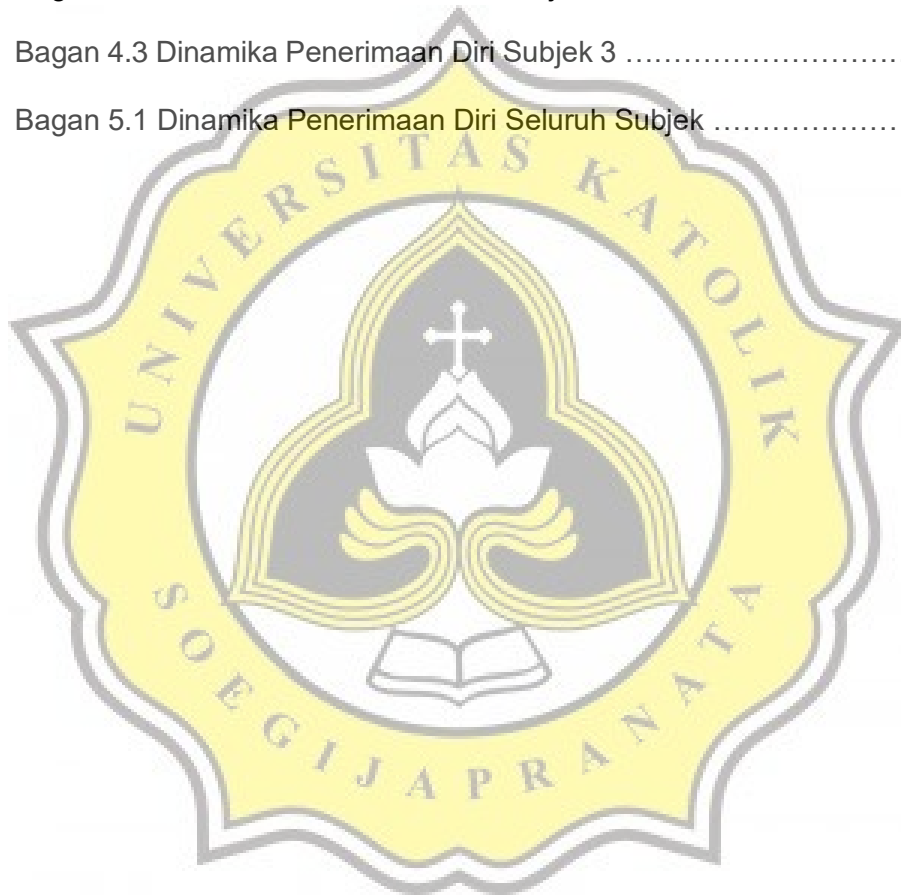 Bagan 4.3 Dinamika Penerimaan Diri Subjek 3 ……………………….
Bagan 5.1 Dinamika Penerimaan Diri Seluruh Subjek ……………….
UNIVERSITAS KATOLIK
SOEGIJAPRANATA